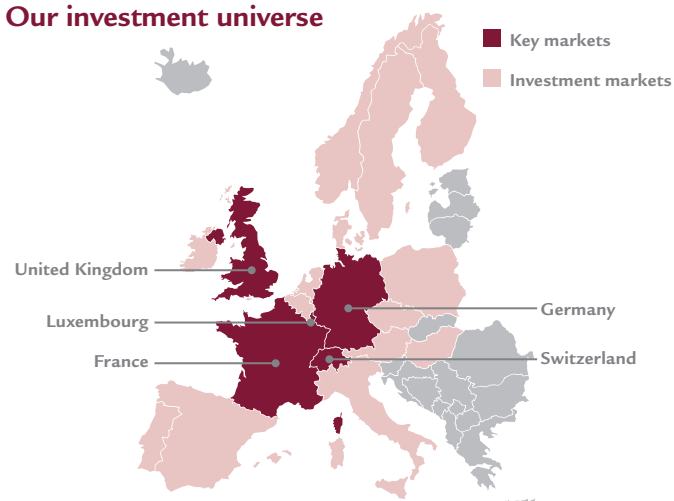 Our investment universe
Key markets
Investment markets
United Kingdom
Luxembourg
France
Germany
Switzerland